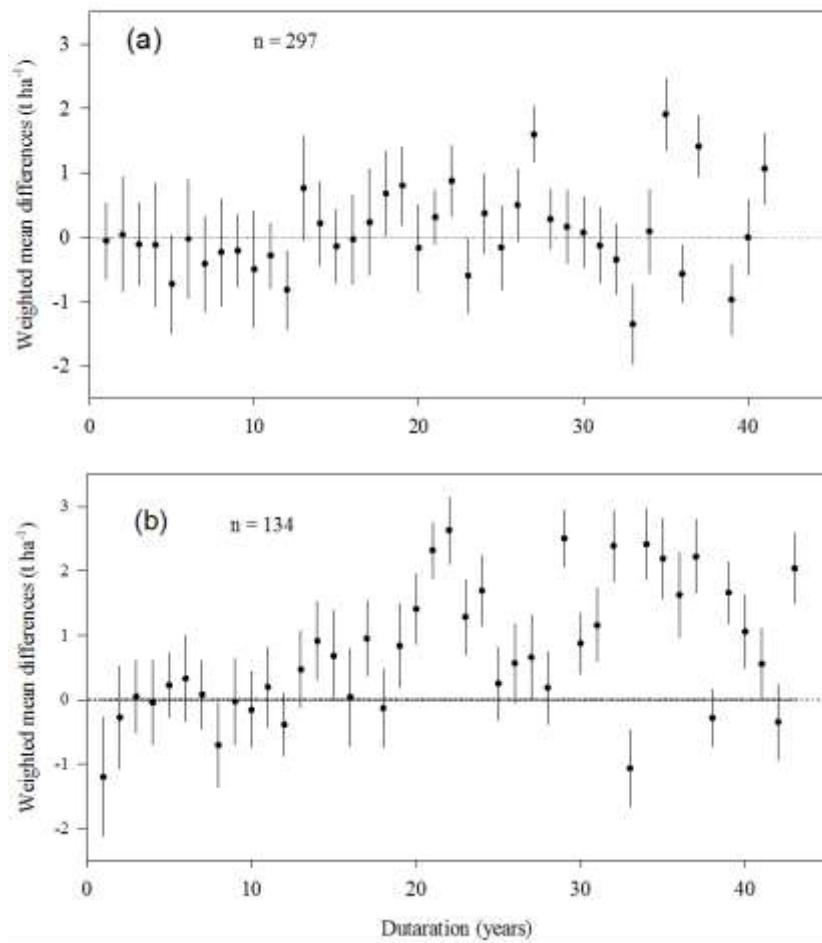 (a)
n = 297
Weighted mean differences (t ha⁻¹)
3
2
1
0
-1
-2
0 10 20 30 40
(b)
n = 134
Weighted mean differences (t ha⁻¹)
3
2
1
0
-1
-2
0 10 20 30 40
Dutaration (years)